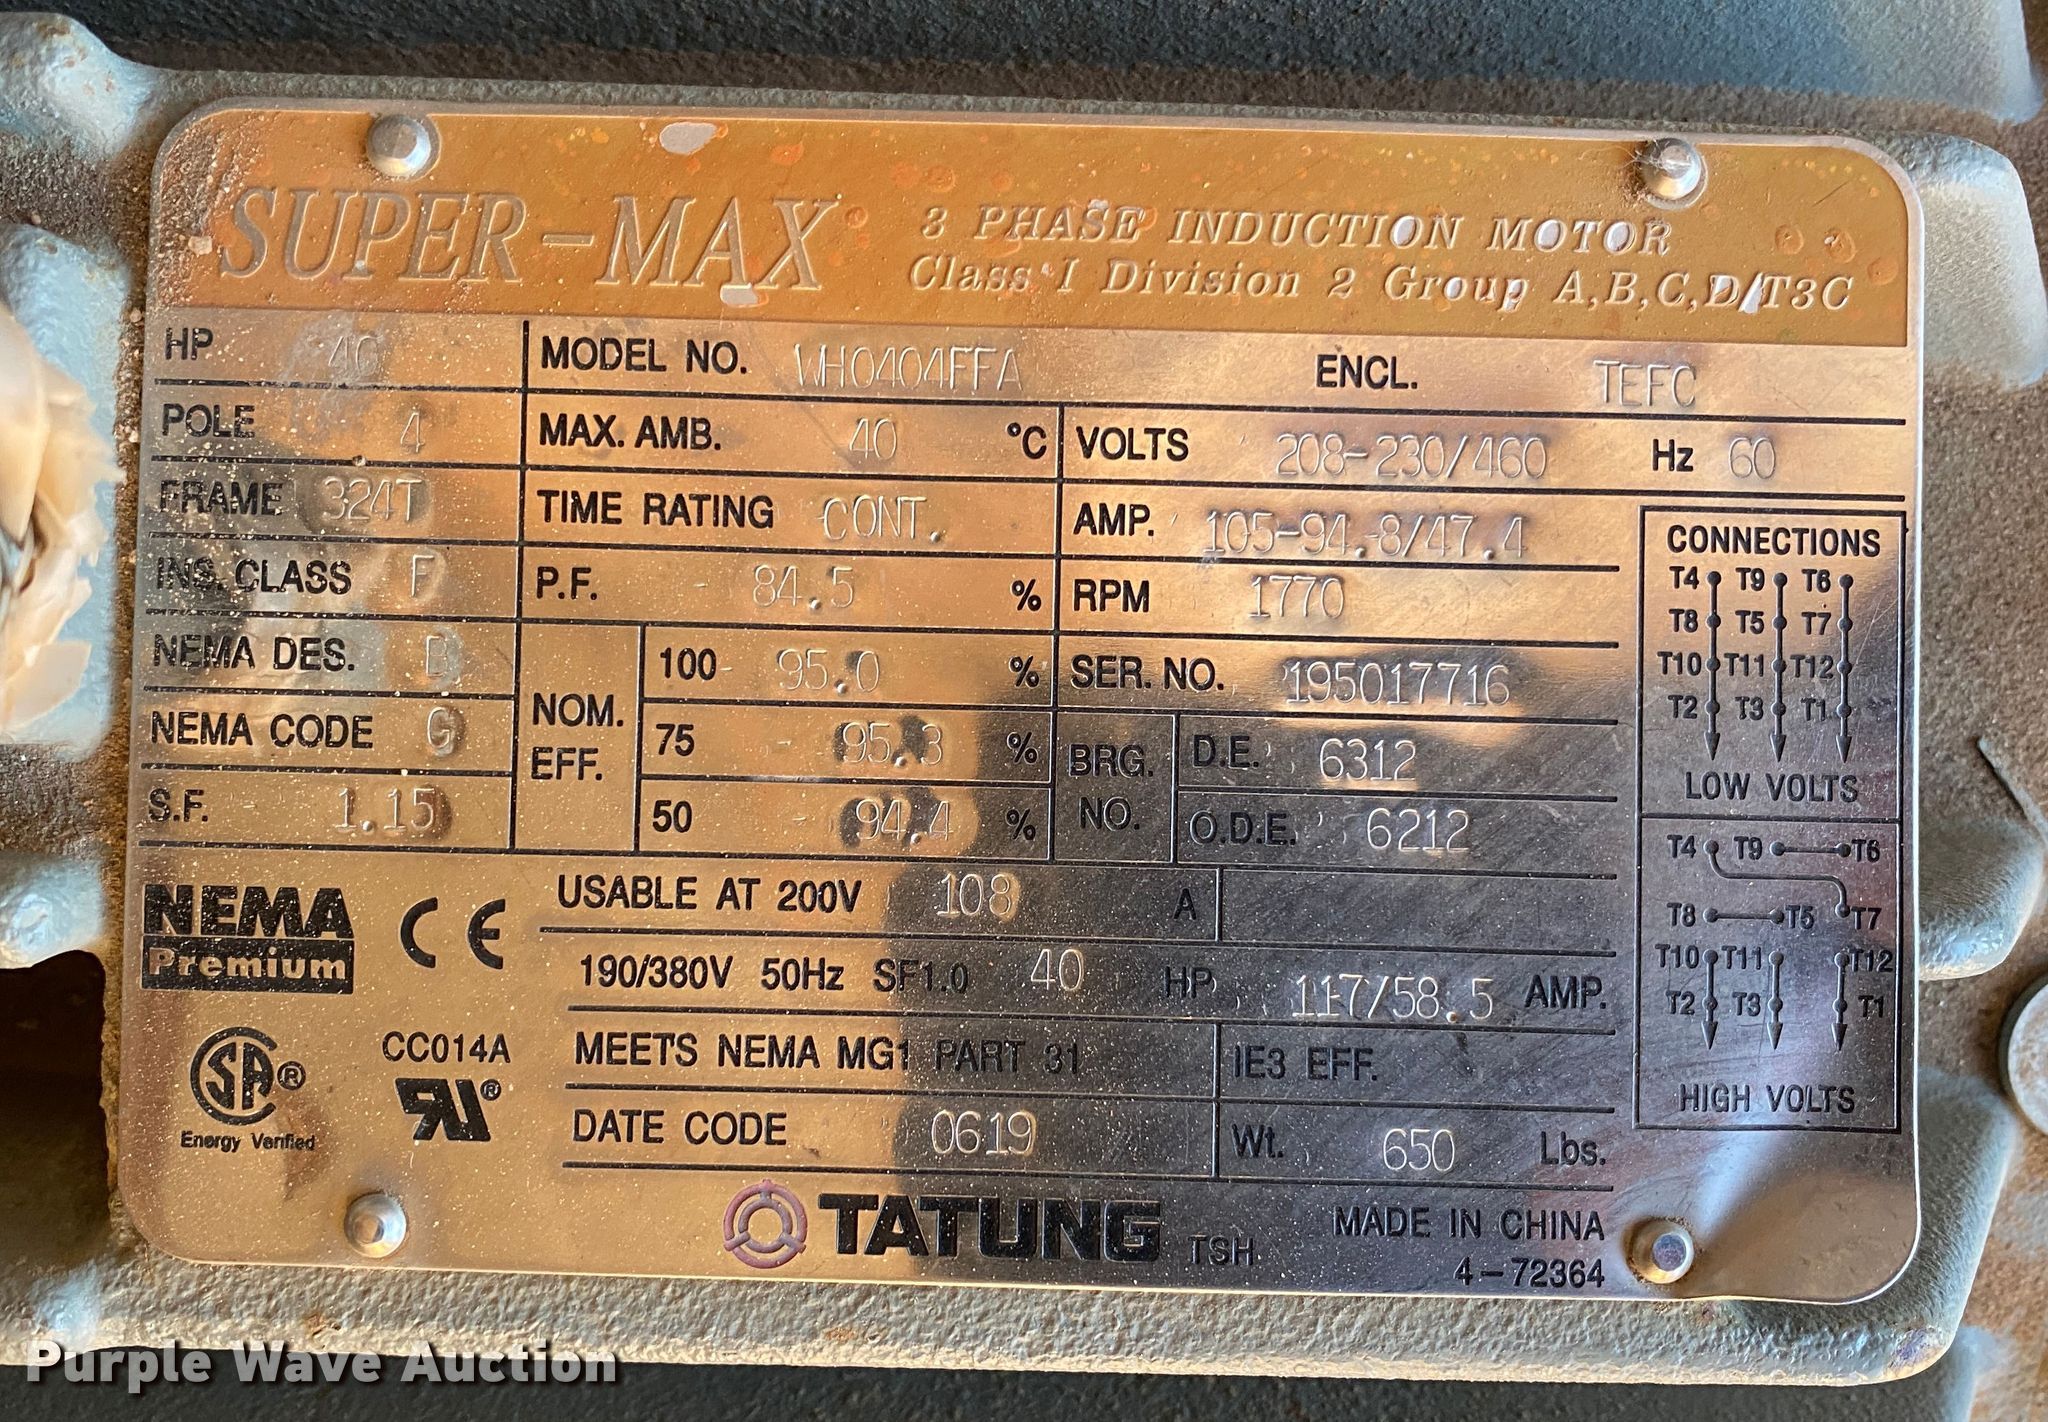 SUPER-MAX 3 PHASE INDUCTION MOTOR
Class I Division 2 Group A,B,C,D/T3C
HP 40 MODEL NO. WH0404FFA ENCL. TEFC
POLE 4 MAX. AMB. 40 °C VOLTS 208-230/460 Hz 60
FRAME 324T TIME RATING CONT. AMP. 105-94.8/47.4
INS. CLASS F P.F. 84.5 % RPM 1770
NEMA DES. B NOM. EFF. 100 95.0 % SER. NO. 195017716
NEMA CODE G 75 95.3 % BRG. NO. D.E. 6312
S.F. 1.15 50 94.4 % O.D.E. 6212
NEMA Premium CE
USABLE AT 200V 108 A
190/380V 50Hz SF1.0 40 HP 117/58.5 AMP.
SA ® Energy Verified
CC014A
RU ®
MEETS NEMA MG1 PART 31 IE3 EFF.
DATE CODE 0619 Wt. 650 Lbs.
TATUNG TSH MADE IN CHINA
4-72364
CONNECTIONS
T4 T9 T6
T8 T5 T7
T10 T11 T12
T2 T3 T1
LOW VOLTS
T4 T9 T6
T8 T5 T7
T10 T11 T12
T2 T3 T1
HIGH VOLTS
Purple Wave Auction